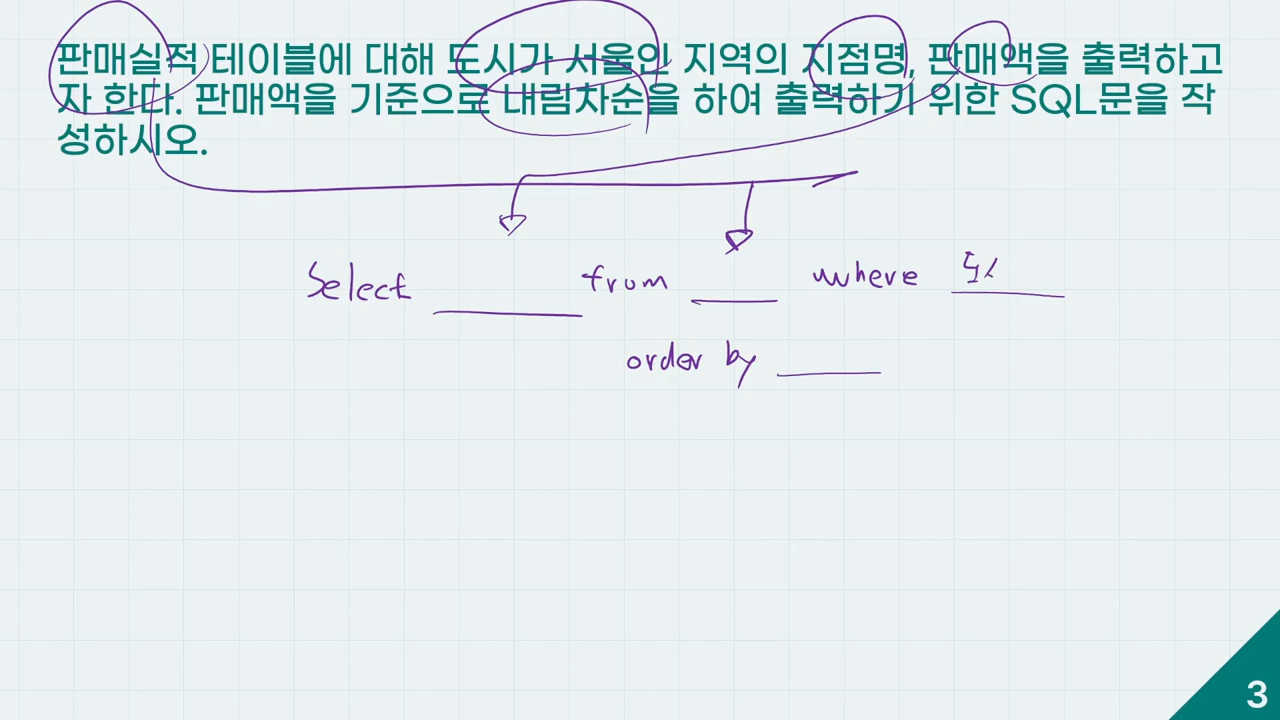 판매실적 테이블에 대해 도시가 서울인 지역의 지점명, 판매액을 출력하고
자 한다. 판매액을 기준으로 내림차순을 하여 출력하기 위한 SQL문을 작
성하시오.
Select from where
order by
3